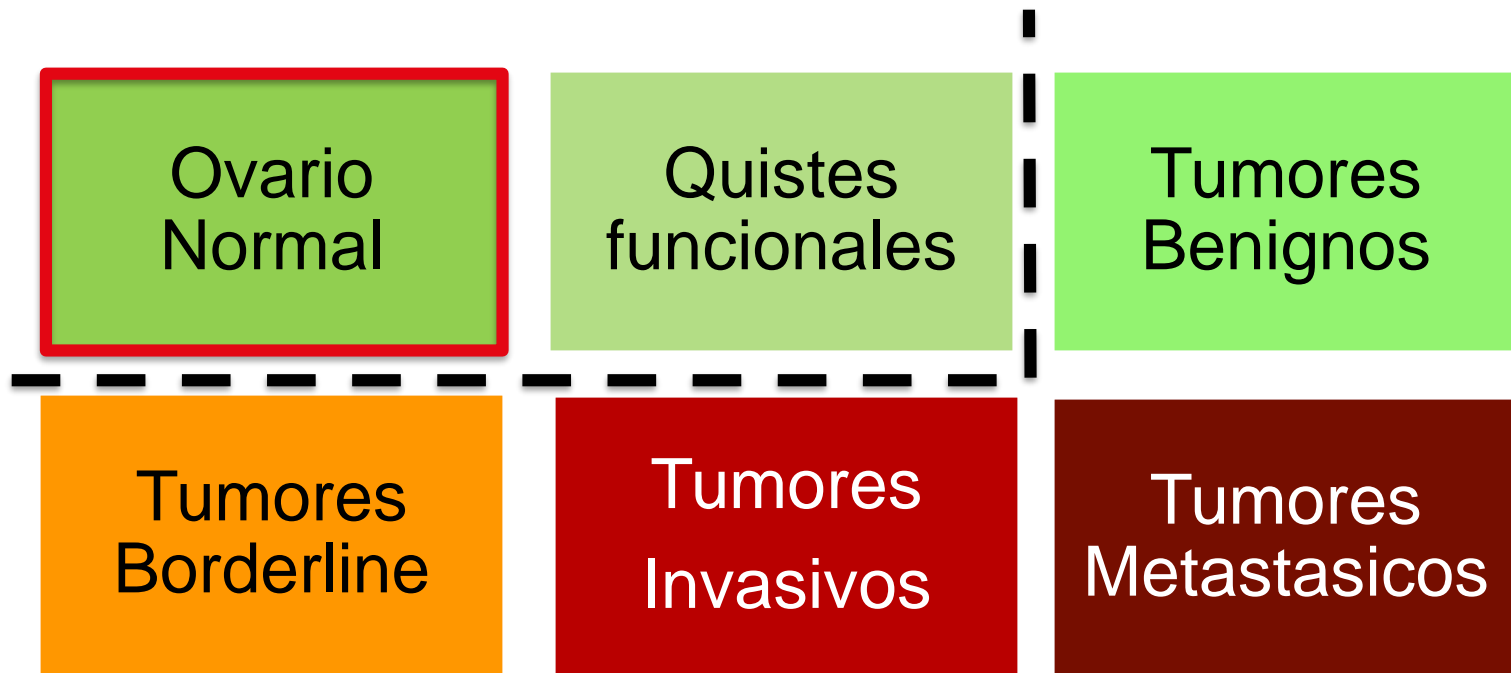 Ovario
Normal
Quistes
funcionales
Tumores
Benignos
Tumores
Borderline
Tumores
Invasivos
Tumores
Metastasicos